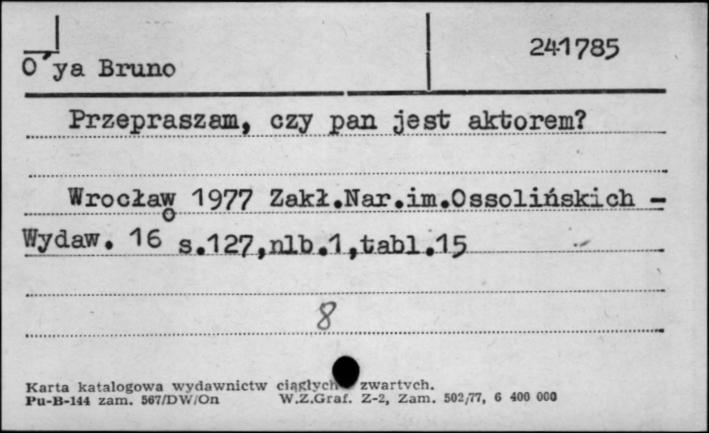 241785
O'ya Bruno
Przepraszam, czy pan jest aktorem?
Wrocław 1977 Zakł.Nar.im.Ossolińskich -
Wydaw. 16° s.127,nlb.1,tabl.15
8
Karta katalogowa wydawnictw ciągłych zwartych.
Pu-B-144 zam. 567/DW/On W.Z.Graf. Z-2, Zam. 502/77, 6 400 000